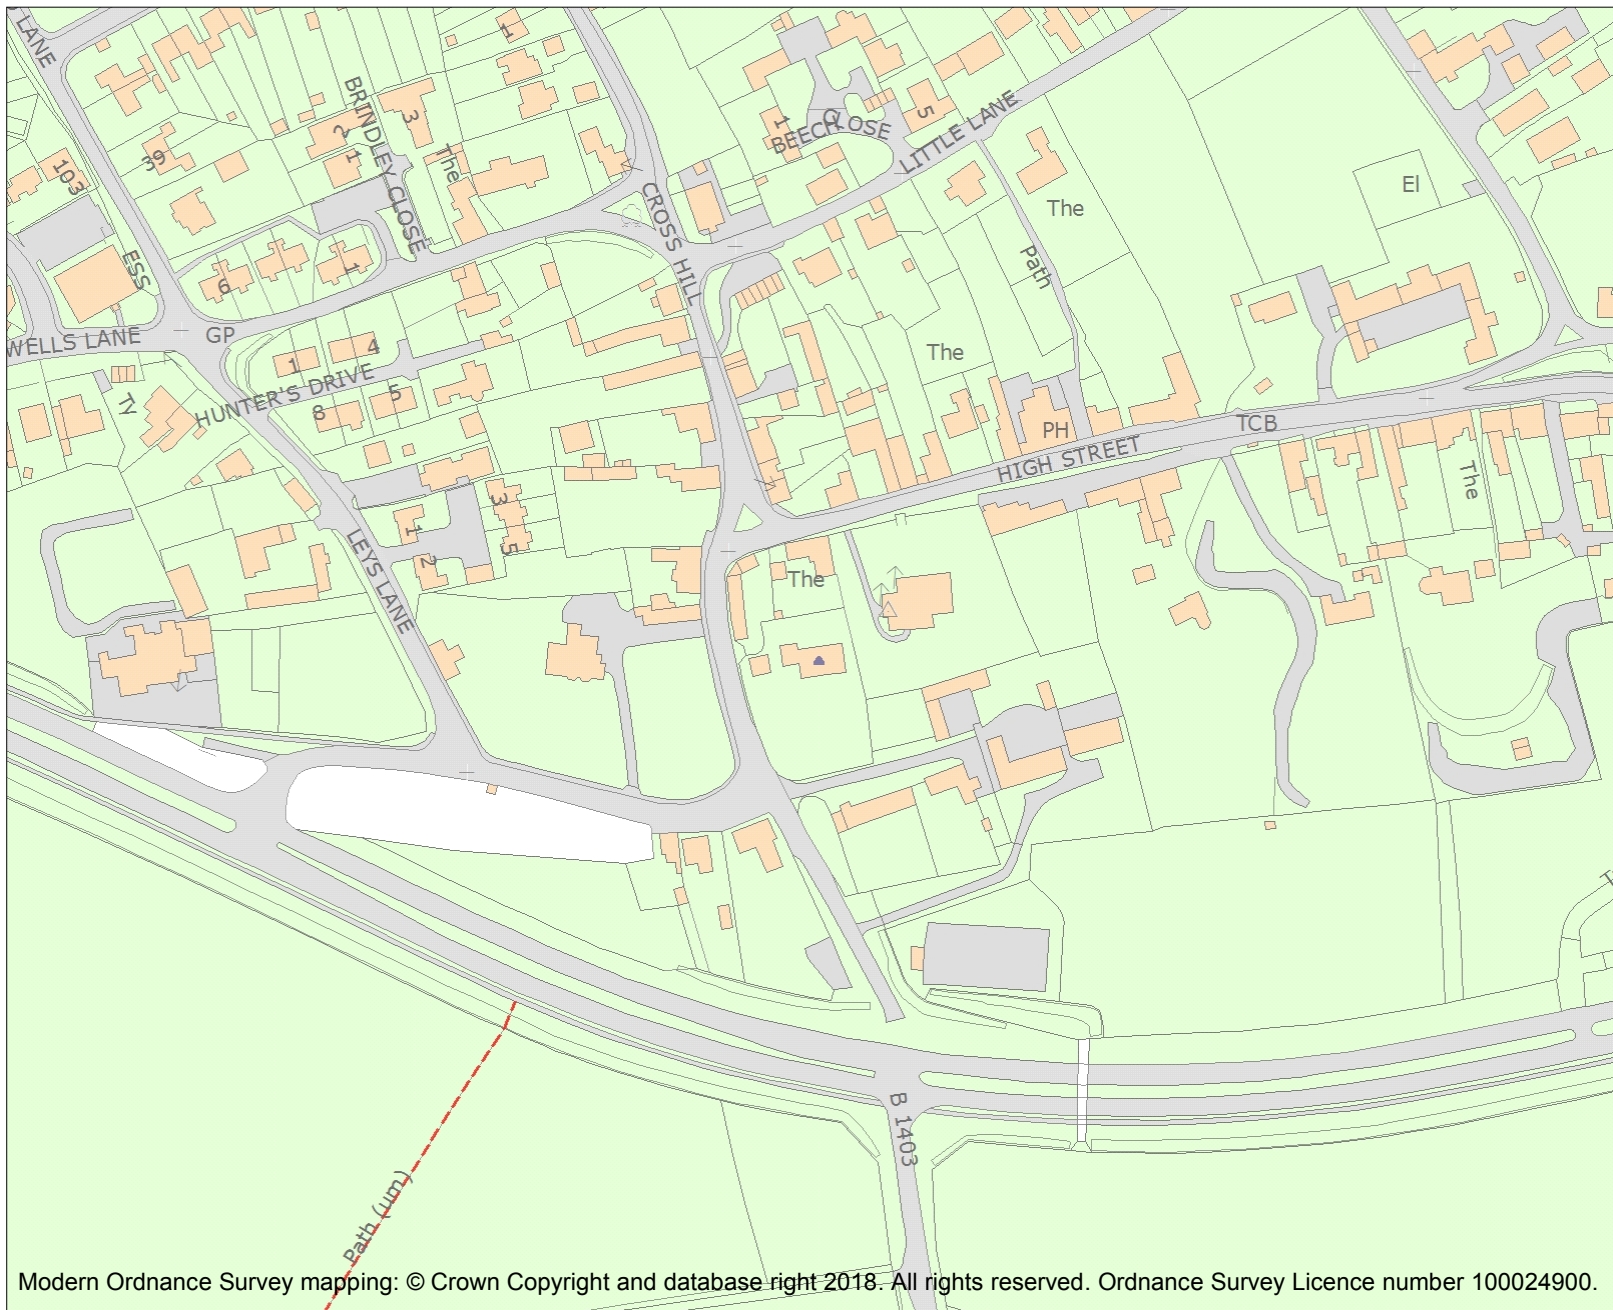 LANE
1
BRINDLEY CLOSE
3
2
1
The
39
103
1
BEECH CLOSE
5
LITTLE LANE
The
El
CROSS HILL
Path
ESS
6
1
WELLS LANE
GP
1
4
The
HUNTER'S DRIVE
8
5
Ty
PH
TCB
HIGH STREET
The
3
1
5
2
LEYS LANE
The
B 1403
Path (um)
Modern Ordnance Survey mapping: © Crown Copyright and database right 2018. All rights reserved. Ordnance Survey Licence number 100024900.